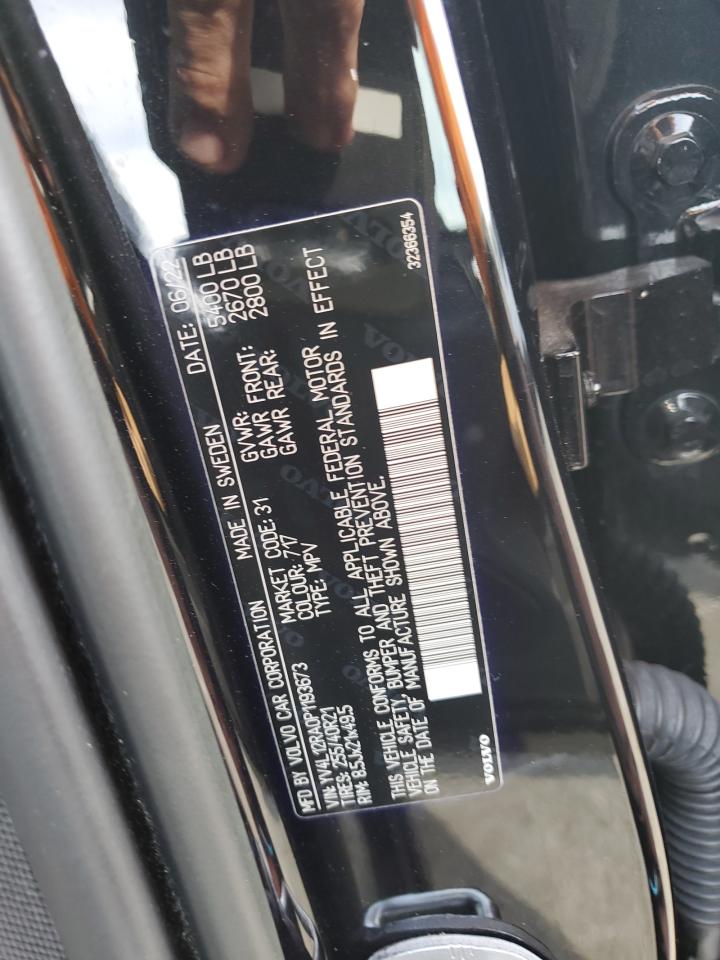 MFD BY VOLVO CAR CORPORATION MADE IN SWEDEN DATE: 06/22
VIN: YV4L12RA0P1193673 MARKET CODE: 31 GVWR: 5400 LB
TIRES: 255/40R21 COLOUR: 717 GAWR FRONT: 2670 LB
RIM: 8.5Jx21x49.5 TYPE: MPV GAWR REAR: 2800 LB
THIS VEHICLE CONFORMS TO ALL APPLICABLE FEDERAL MOTOR
VEHICLE SAFETY, BUMPER AND THEFT PREVENTION STANDARDS IN EFFECT
ON THE DATE OF MANUFACTURE SHOWN ABOVE.
VOLVO
32366354